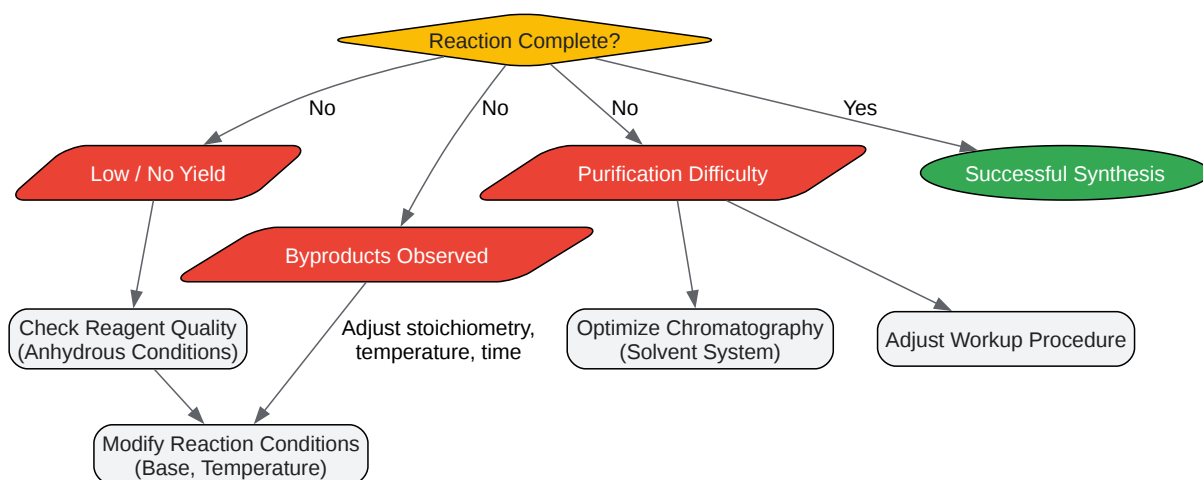 Reaction Complete?
No
No
No
Yes
Low / No Yield
Purification Difficulty
Successful Synthesis
Byproducts Observed
Check Reagent Quality
(Anhydrous Conditions)
Adjust stoichiometry,
temperature, time
Optimize Chromatography
(Solvent System)
Adjust Workup Procedure
Modify Reaction Conditions
(Base, Temperature)